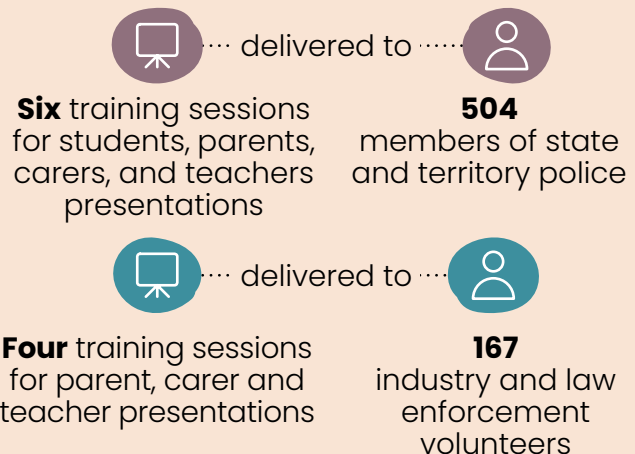 delivered to
Six training sessions
for students, parents,
carers, and teachers
presentations
504
members of state
and territory police
delivered to
Four training sessions
for parent, carer and
teacher presentations
167
industry and law
enforcement
volunteers